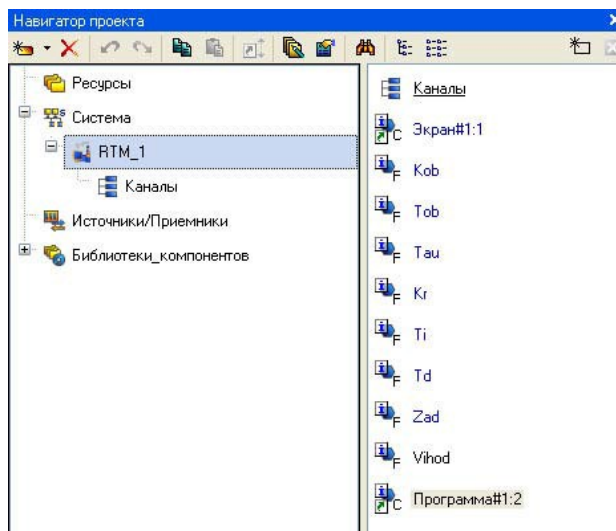 Навигатор проекта
Ресурсы
Система
RTM_1
Каналы
Источники/Приемники
Библиотеки_компонентов
Каналы
C Экран#1:1
F Kob
F Tob
F Tau
F Kr
F Ti
F Td
F Zad
F Vihod
C Программа#1:2